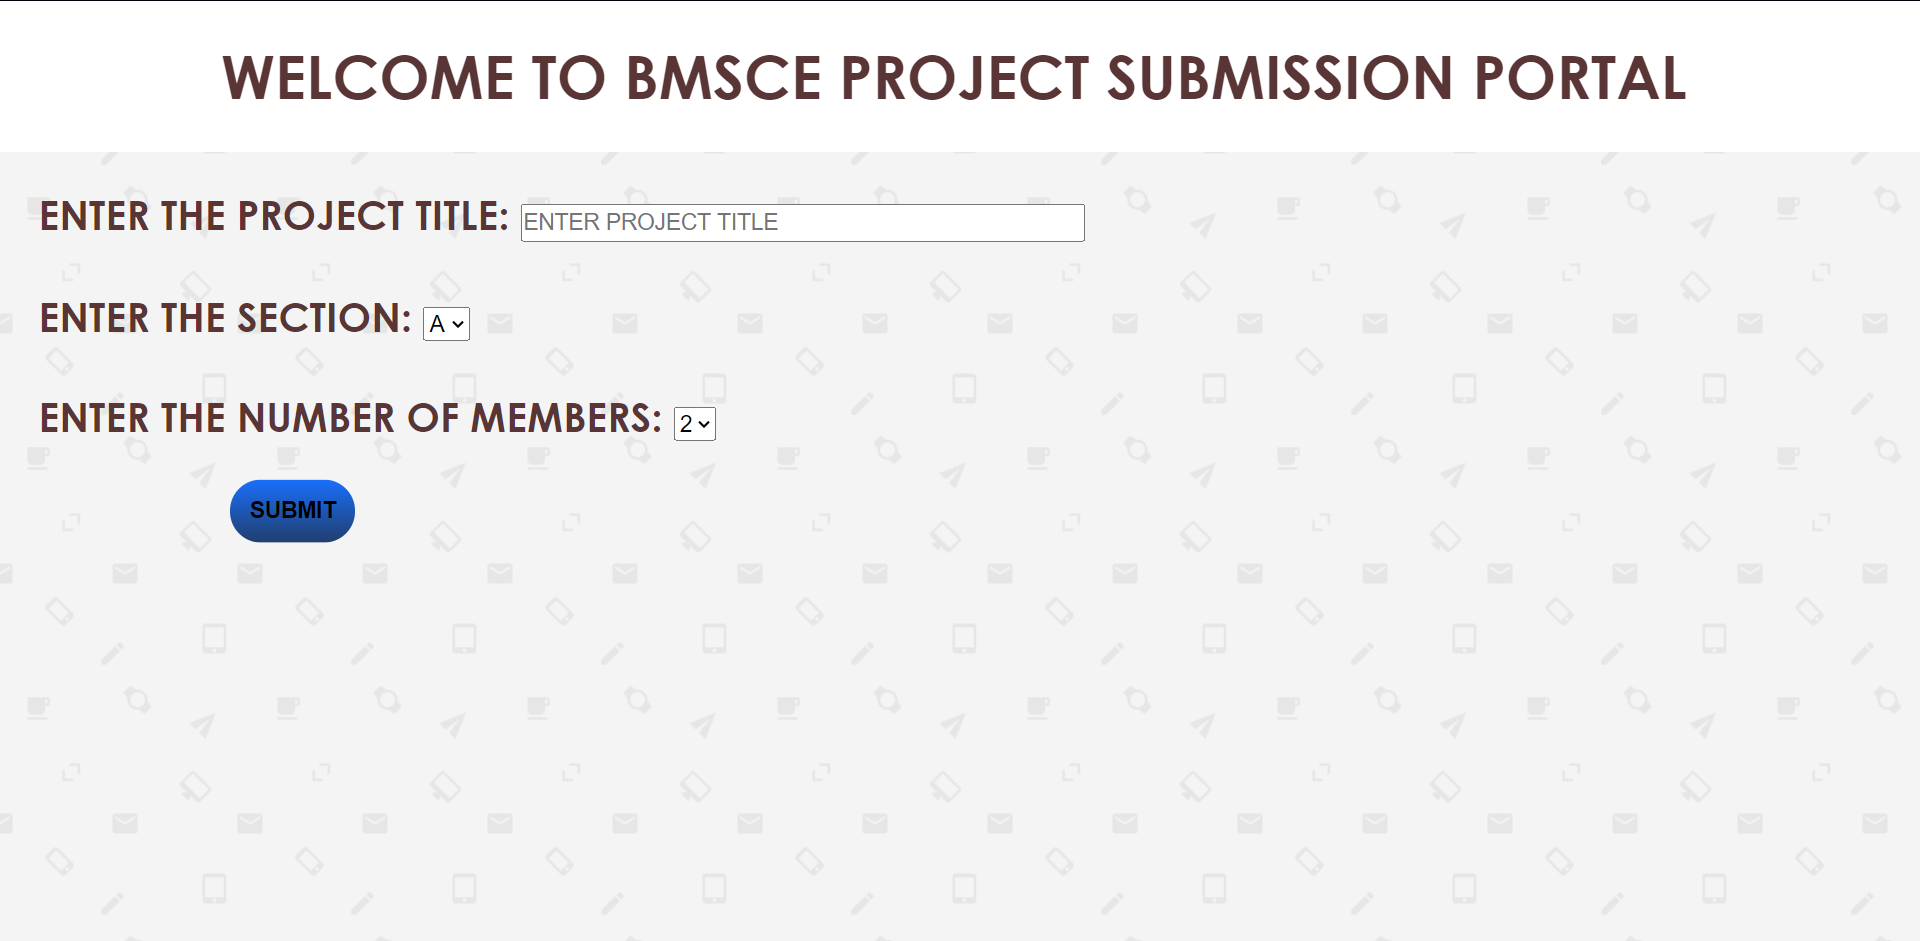 WELCOME TO BMSCE PROJECT SUBMISSION PORTAL
ENTER THE PROJECT TITLE: ENTER PROJECT TITLE
ENTER THE SECTION: A
ENTER THE NUMBER OF MEMBERS: 2
SUBMIT